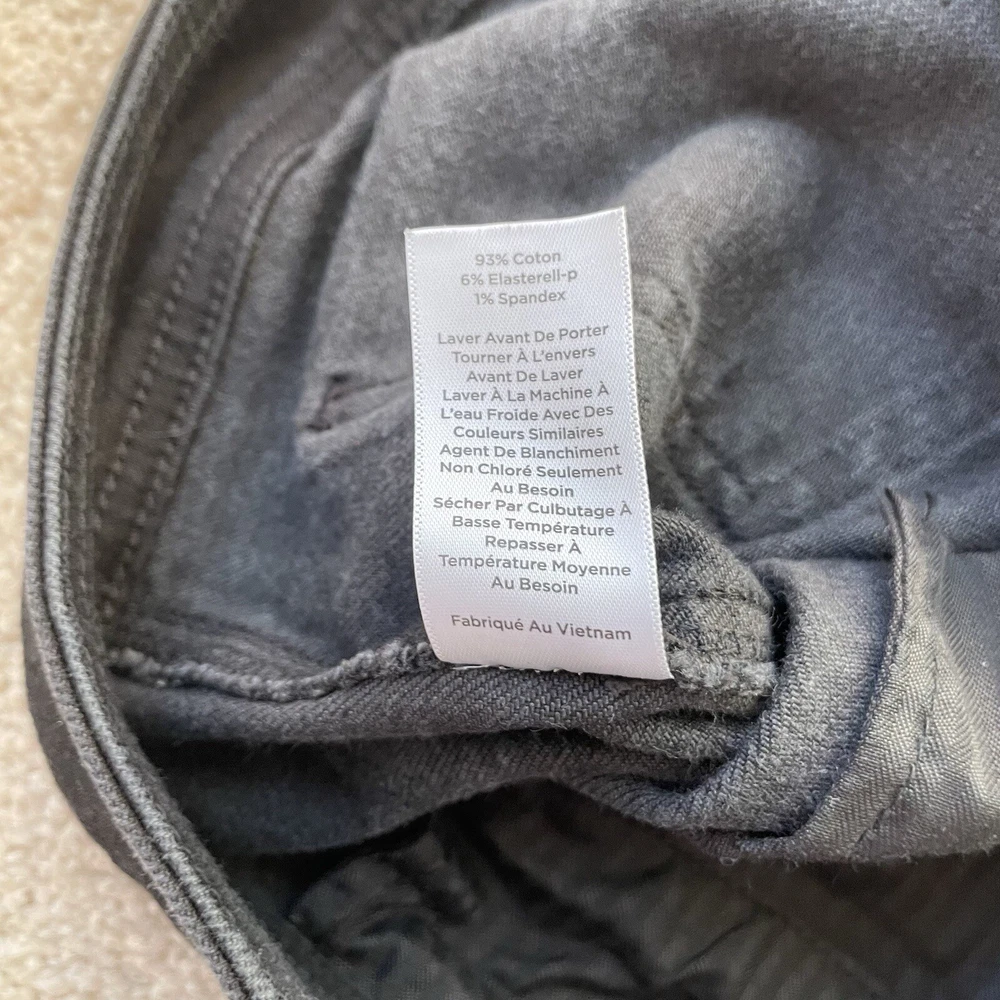 93% Coton
6% Elasterell-p
1% Spandex
Laver Avant De Porter
Tourner À L'envers
Avant De Laver
Laver À La Machine À
L'eau Froide Avec Des
Couleurs Similaires
Agent De Blanchiment
Non Chloré Seulement
Au Besoin
Sécher Par Culbutage À
Basse Température
Repasser À
Température Moyenne
Au Besoin
Fabriqué Au Vietnam